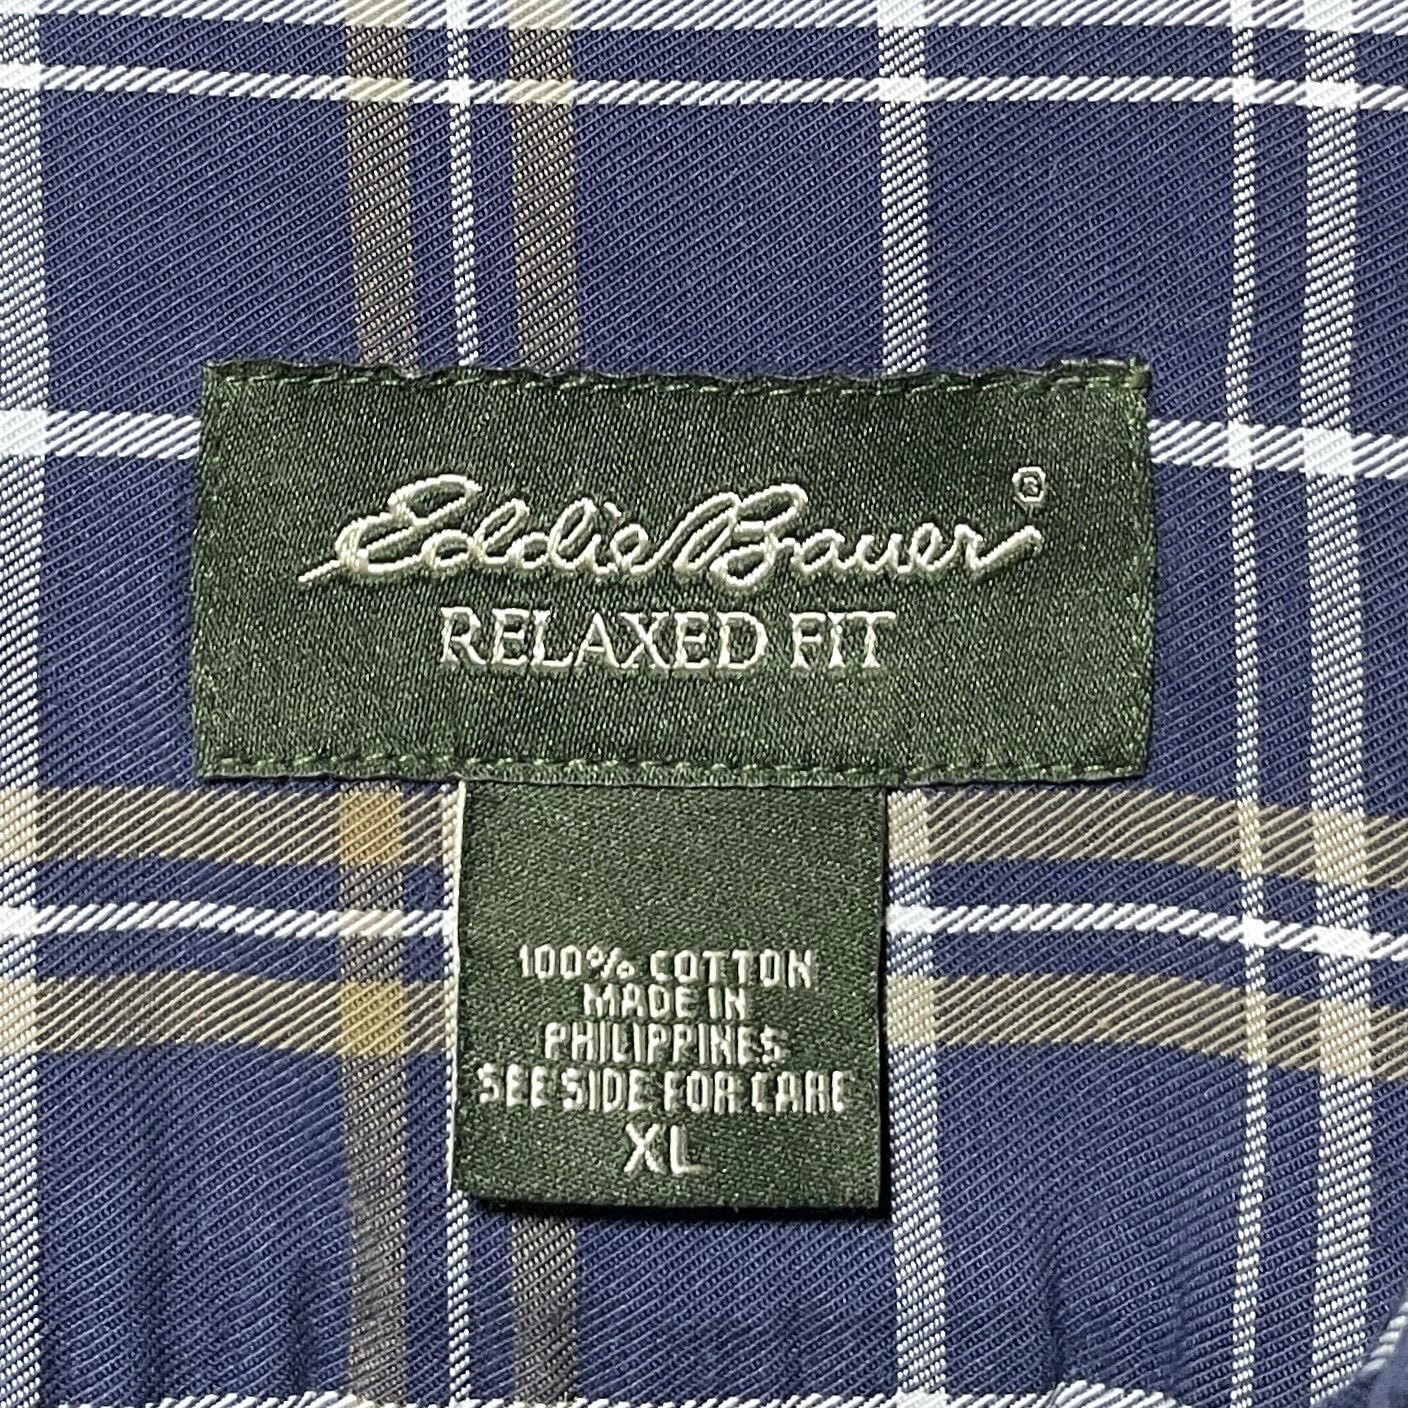 Eddie Bauer®
RELAXED FIT
100% COTTON
MADE IN
PHILIPPINES
SEE SIDE FOR CARE
XL